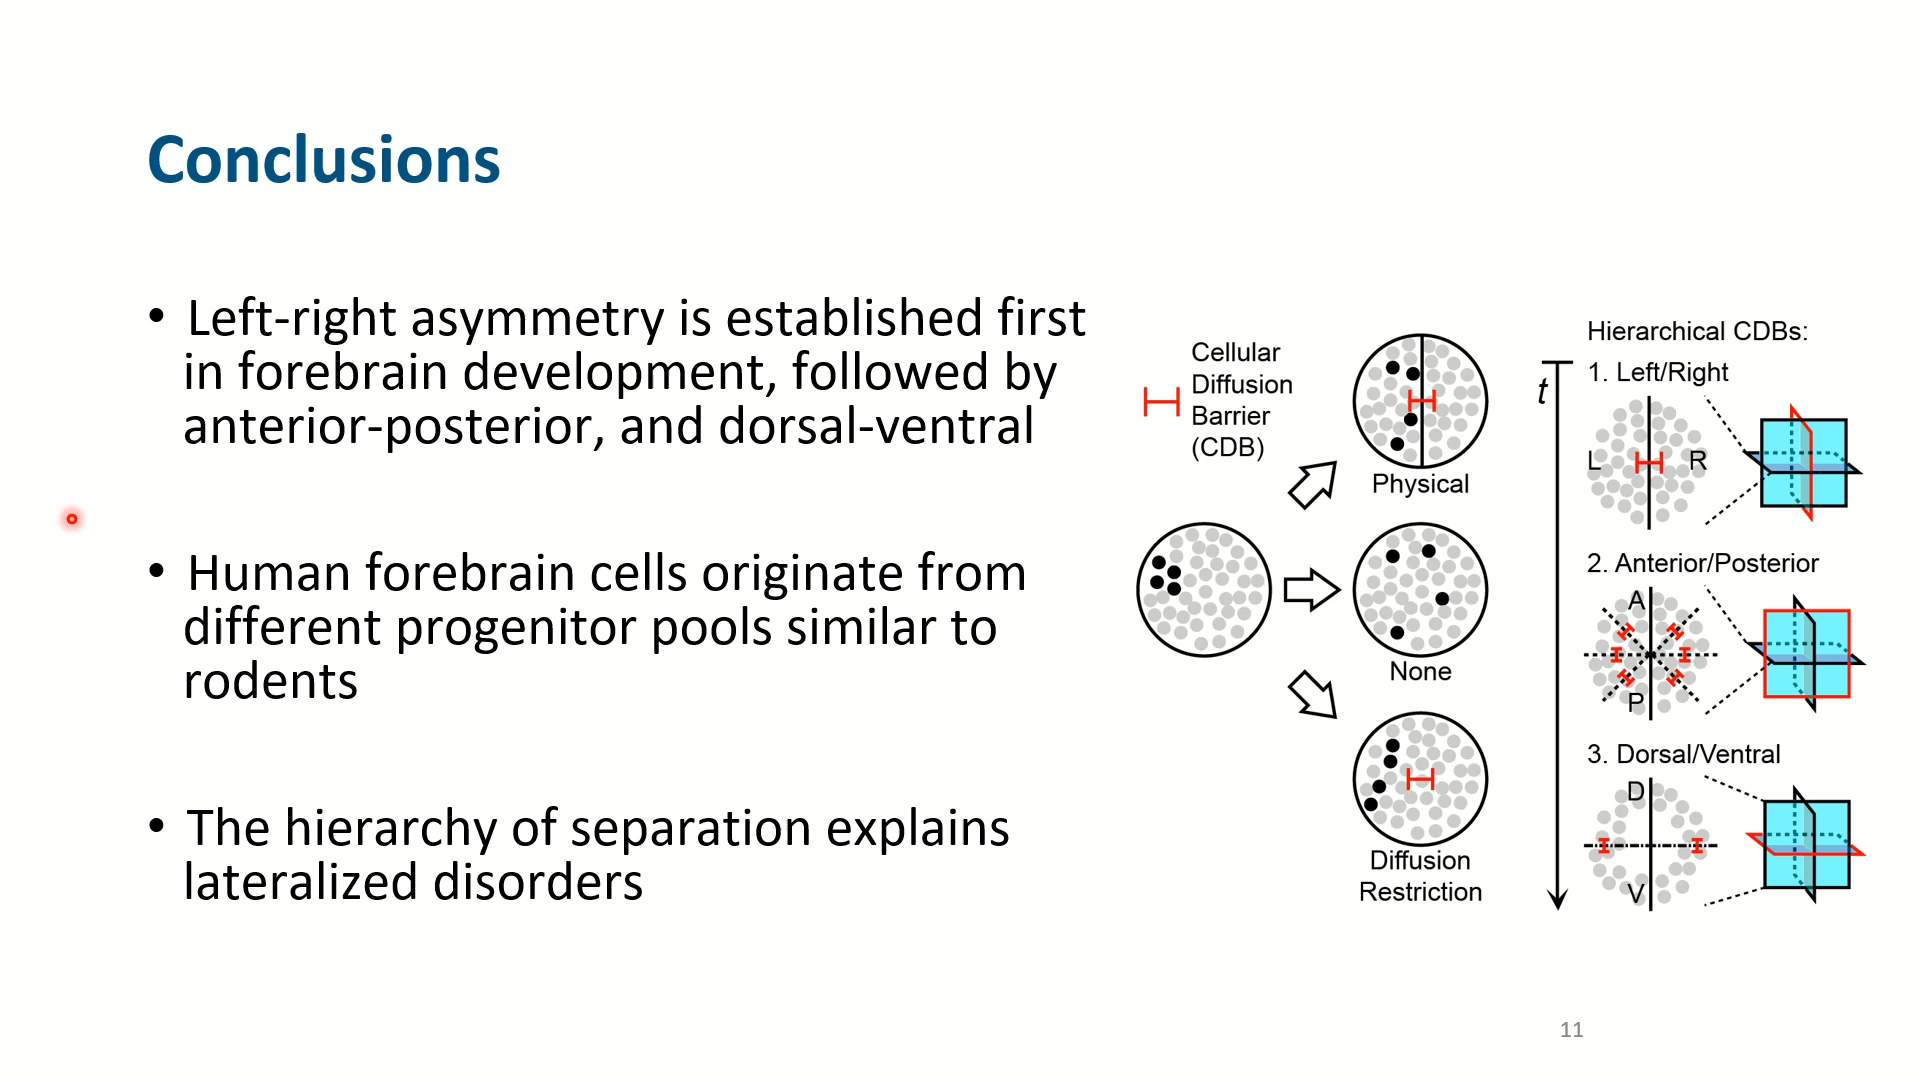 Conclusions
• Left-right asymmetry is established first
in forebrain development, followed by
anterior-posterior, and dorsal-ventral
• Human forebrain cells originate from
different progenitor pools similar to
rodents
• The hierarchy of separation explains
lateralized disorders
Cellular
Diffusion
Barrier
(CDB)
Physical
None
Diffusion
Restriction
t
Hierarchical CDBs:
1. Left/Right
L
R
2. Anterior/Posterior
A
P
3. Dorsal/Ventral
D
V
11